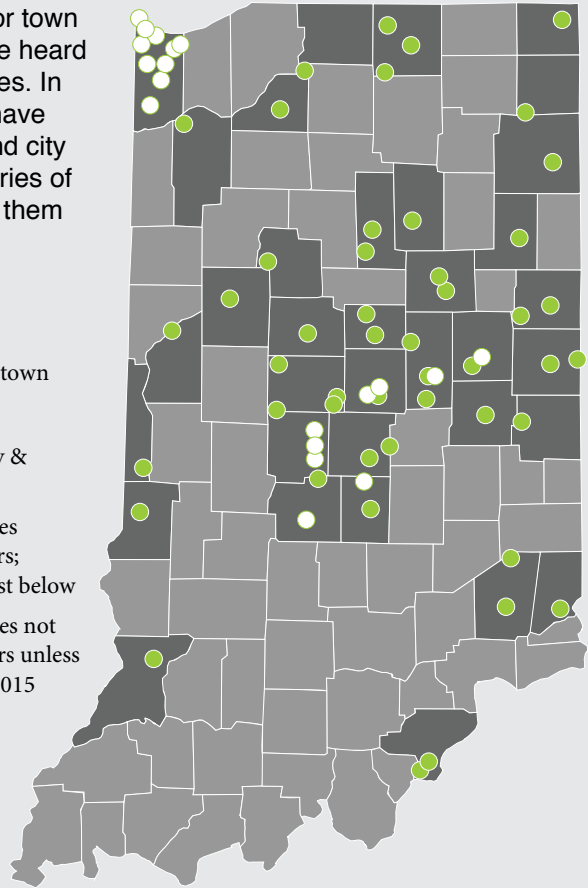 or town
e heard
es. In
have
nd city
ries of
them
town
y &
es
rs;
st below
es not
rs unless
015